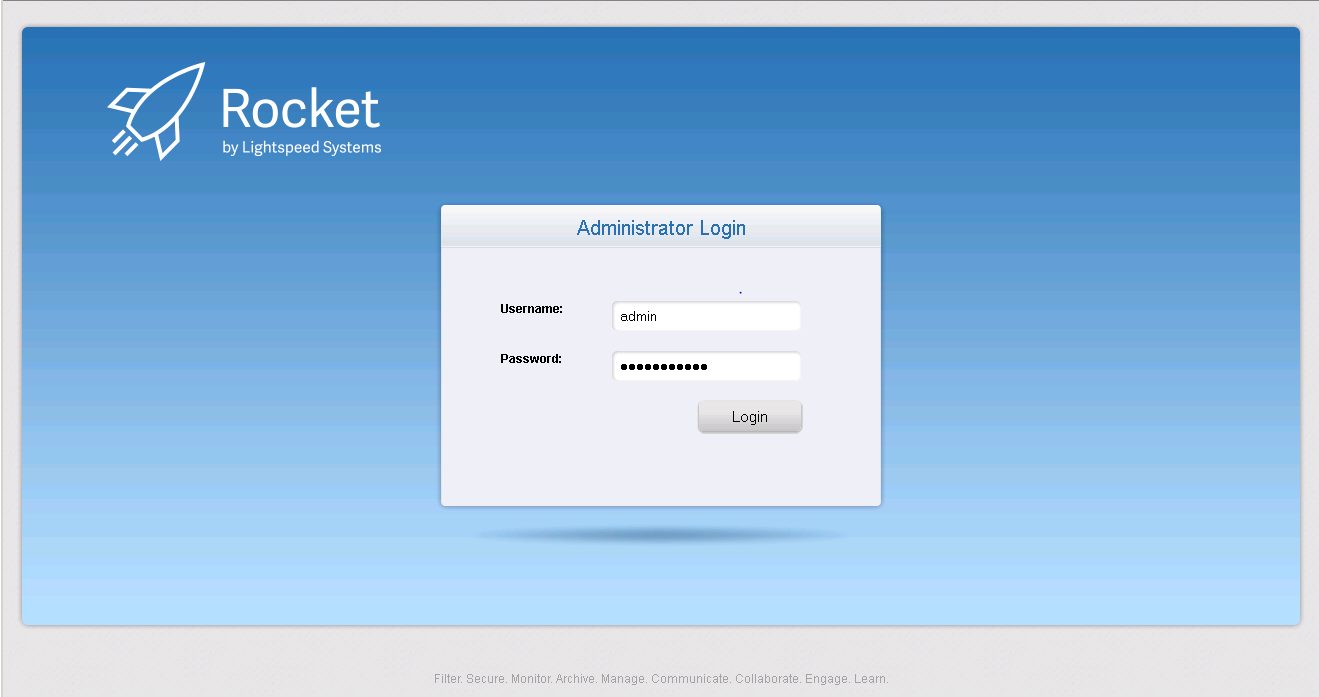 Rocket
by Lightspeed Systems
Administrator Login
Username:
admin
Password:
•••••••••••
Login
Filter. Secure. Monitor. Archive. Manage. Communicate. Collaborate. Engage. Learn.